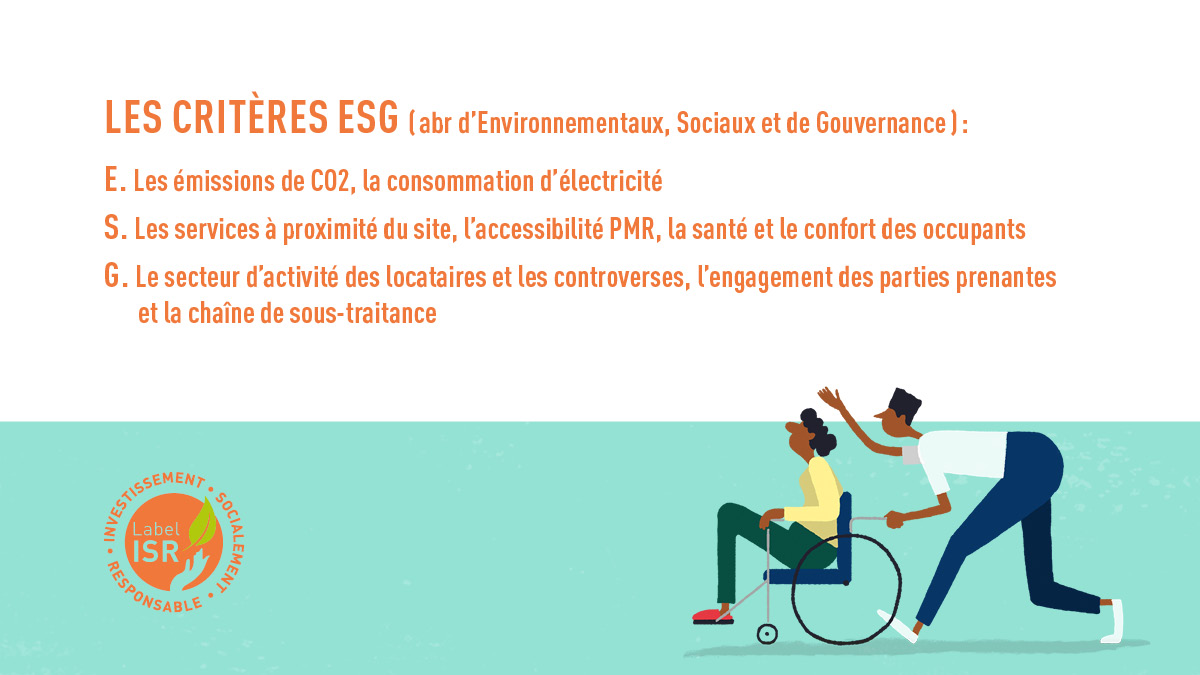 LES CRITÈRES ESG (abr d’Environnementaux, Sociaux et de Gouvernance) :
E. Les émissions de CO2, la consommation d’électricité
S. Les services à proximité du site, l’accessibilité PMR, la santé et le confort des occupants
G. Le secteur d’activité des locataires et les controverses, l’engagement des parties prenantes
et la chaîne de sous-traitance
INVESTISSEMENT • SOCIALEMENT • RESPONSABLE •
Label
ISR